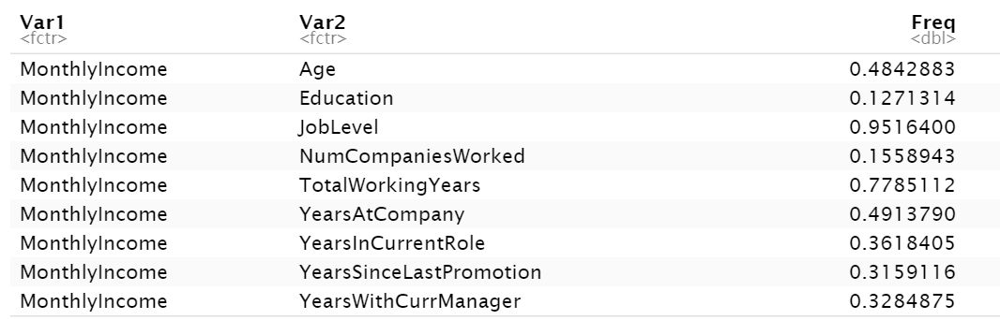 Var1 Var2 Freq
<fctr> <fctr> <dbl>
MonthlyIncome Age 0.4842883
MonthlyIncome Education 0.1271314
MonthlyIncome JobLevel 0.9516400
MonthlyIncome NumCompaniesWorked 0.1558943
MonthlyIncome TotalWorkingYears 0.7785112
MonthlyIncome YearsAtCompany 0.4913790
MonthlyIncome YearsInCurrentRole 0.3618405
MonthlyIncome YearsSinceLastPromotion 0.3159116
MonthlyIncome YearsWithCurrManager 0.3284875